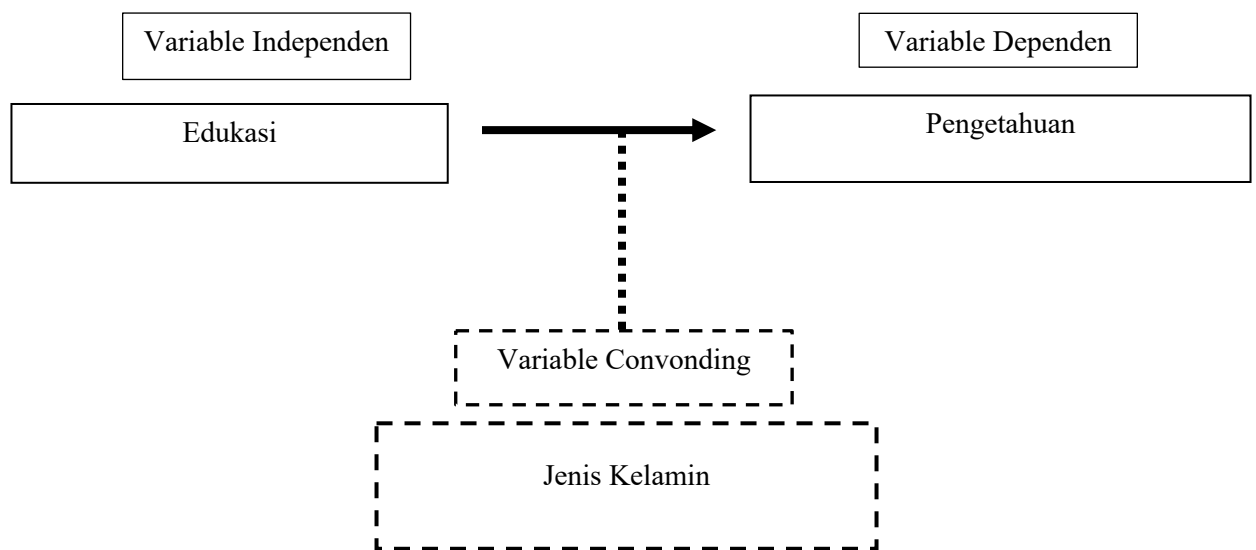 Variable Independen
Variable Dependen
Edukasi
Pengetahuan
Variable Convonding
Jenis Kelamin